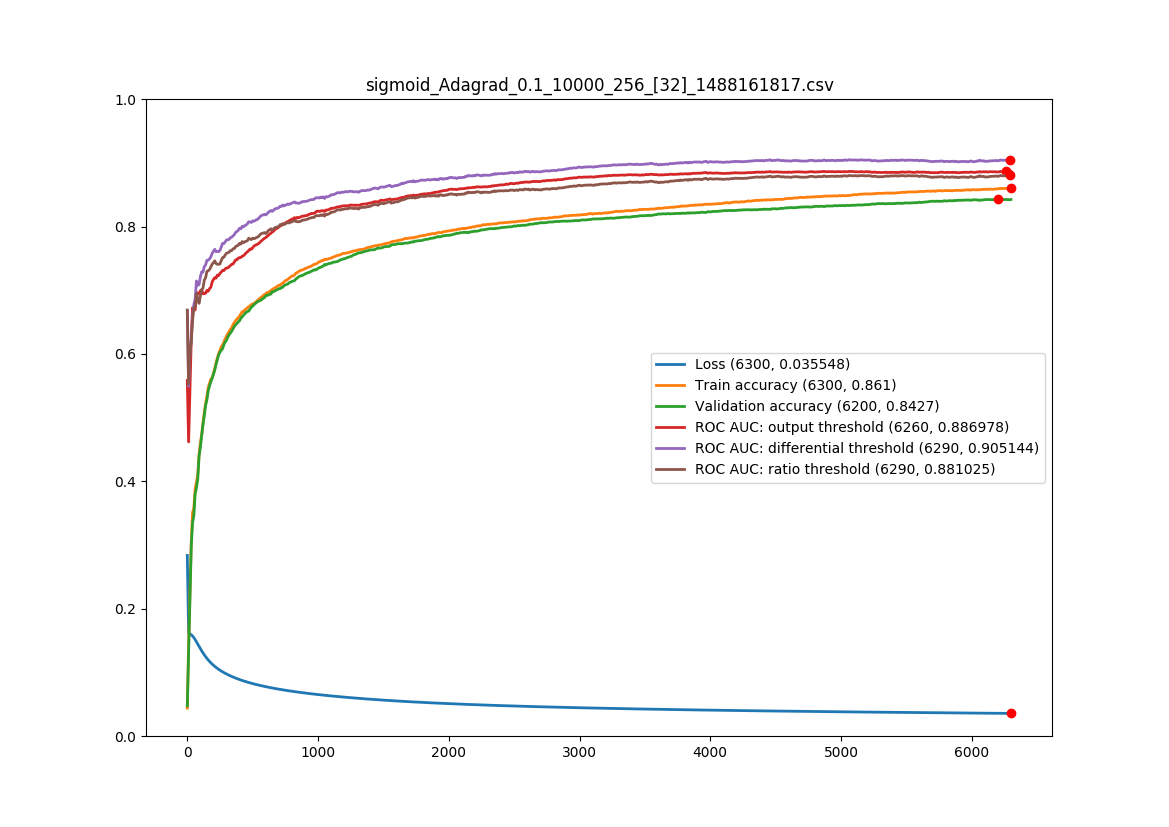 sigmoid_Adagrad_0.1_10000_256_[32]_1488161817.csv
1.0
0.8
0.6
0.4
0.2
0.0
Loss (6300, 0.035548)
Train accuracy (6300, 0.861)
Validation accuracy (6200, 0.8427)
ROC AUC: output threshold (6260, 0.886978)
ROC AUC: differential threshold (6290, 0.905144)
ROC AUC: ratio threshold (6290, 0.881025)
0 1000 2000 3000 4000 5000 6000